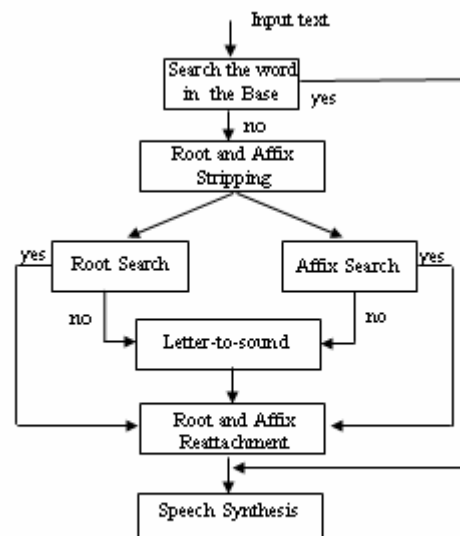 Input text
Search the word
in the Base
yes
no
Root and Affix
Stripping
yes
Root Search
Affix Search
yes
no
no
Letter-to-sound
Root and Affix
Reattachment
Speech Synthesis